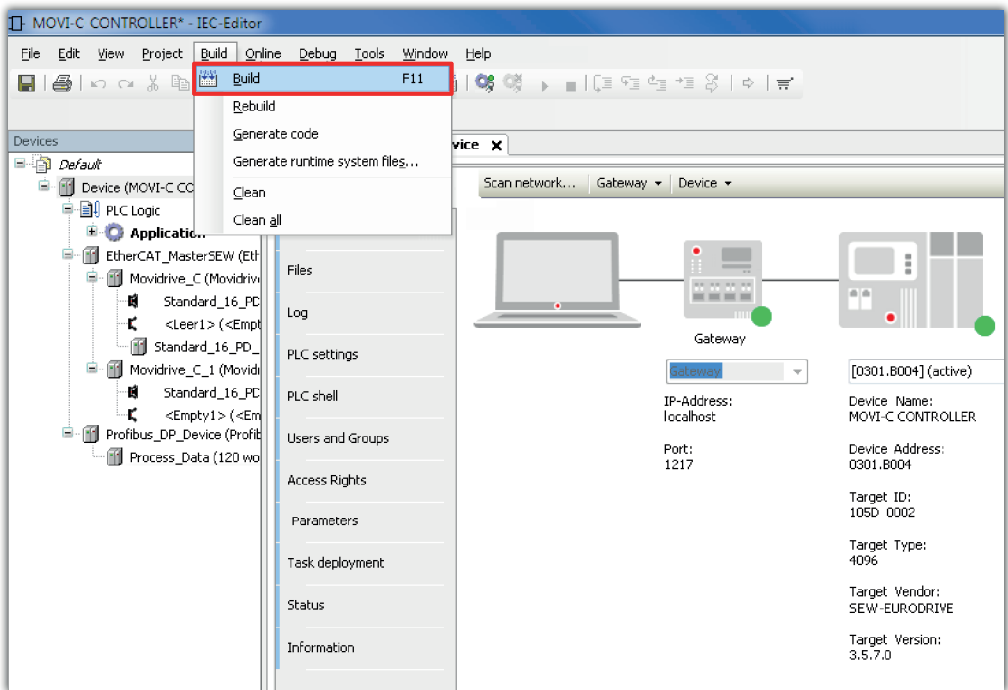 MOVI-C CONTROLLER* - IEC-Editor
File Edit View Project Build Online Debug Tools Window Help
Build F11
Rebuild
Generate code
Generate runtime system files...
Clean
Clean all
Devices
vice
Default
Device (MOVI-C CO
PLC Logic
Application
EtherCAT_MasterSEW (Eth
Movidrive_C (Movidriv
Standard_16_PD
<Leer1> (<Empt
Standard_16_PD_
Movidrive_C_1 (Movidr
Standard_16_PD
<Empty1> (<Em
Profibus_DP_Device (Profib
Process_Data (120 wo
Files
Log
PLC settings
PLC shell
Users and Groups
Access Rights
Parameters
Task deployment
Status
Information
Scan network... Gateway Device
Gateway
Gateway
IP-Address:
localhost
Port:
1217
[0301.B004] (active)
Device Name:
MOVI-C CONTROLLER
Device Address:
0301.B004
Target ID:
105D 0002
Target Type:
4096
Target Vendor:
SEW-EURODRIVE
Target Version:
3.5.7.0